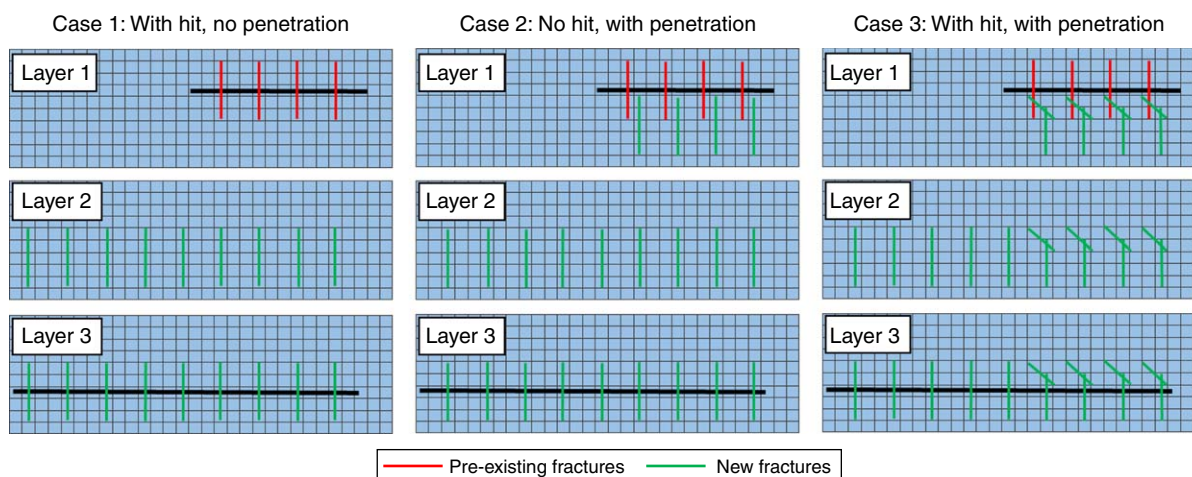 Case 1: With hit, no penetration
Case 2: No hit, with penetration
Case 3: With hit, with penetration
Layer 1
Layer 1
Layer 1
Layer 2
Layer 2
Layer 2
Layer 3
Layer 3
Layer 3
Pre-existing fractures
New fractures